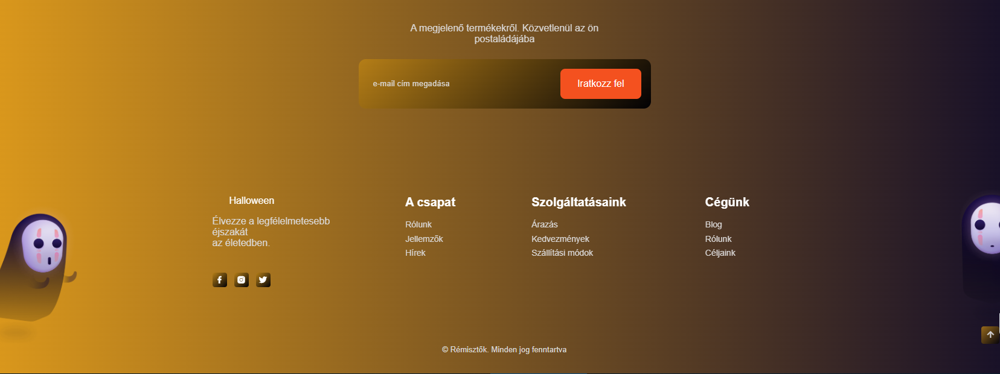 A megjelenő termékekről. Közvetlenül az ön
postaládájába
e-mail cím megadása
Iratkozz fel
Halloween
Élvezze a legfélelmetesebb
éjszakát
az életedben.
A csapat
Rólunk
Jellemzők
Hírek
Szolgáltatásaink
Árazás
Kedvezmények
Szállítási módok
Cégünk
Blog
Rólunk
Céljaink
© Rémisztők. Minden jog fenntartva